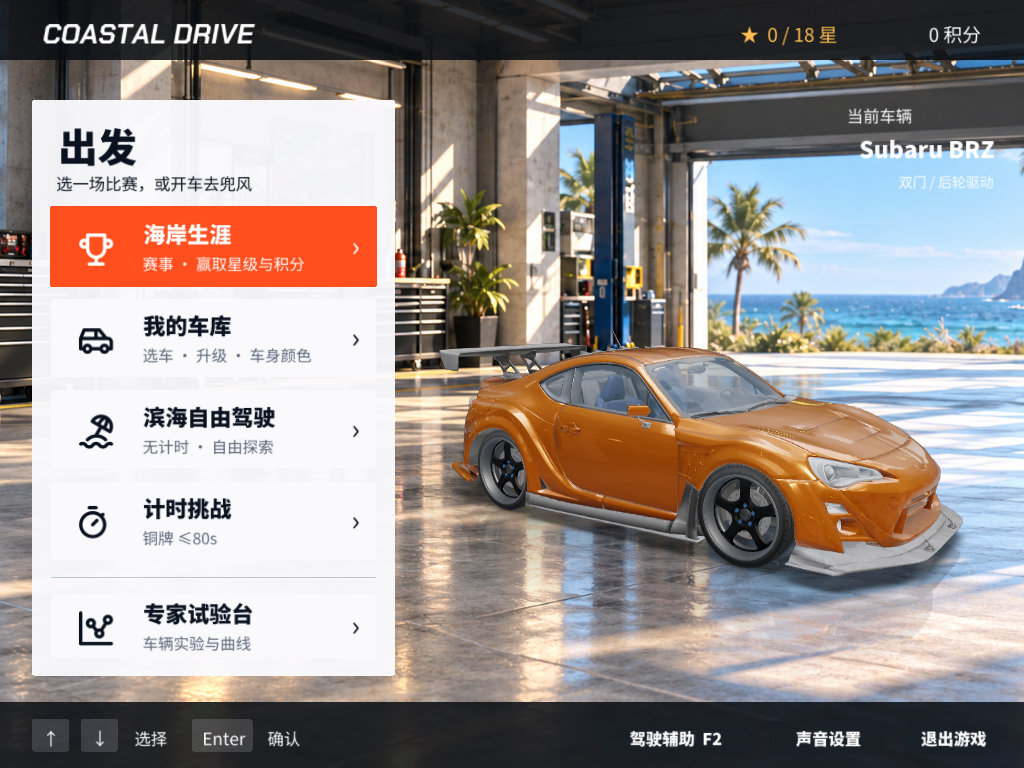 COASTAL DRIVE
★ 0 / 18 星
0 积分
出发
选一场比赛，或开车去兜风
海岸生涯
赛事 · 赢取星级与积分
我的车库
选车 · 升级 · 车身颜色
滨海自由驾驶
无计时 · 自由探索
计时挑战
铜牌 ≤80s
专家试验台
车辆实验与曲线
当前车辆
Subaru BRZ
双门 / 后轮驱动
↑ ↓ 选择 Enter 确认
驾驶辅助 F2
声音设置
退出游戏